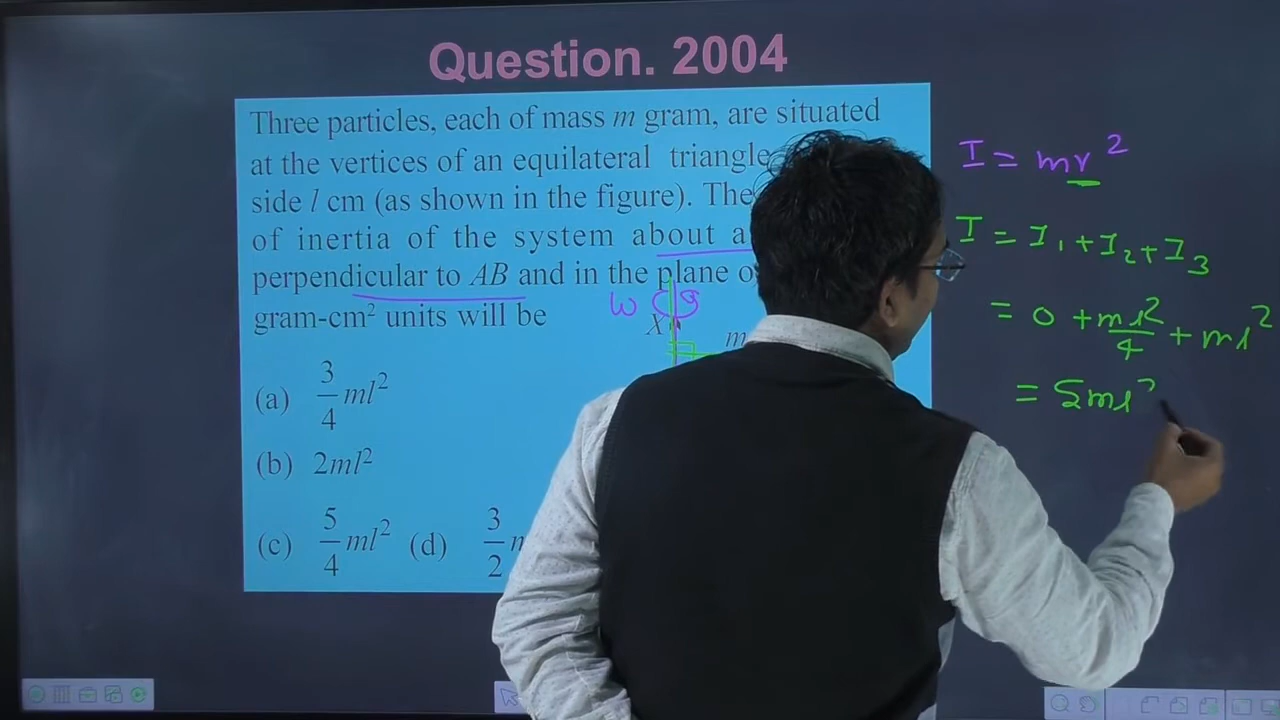 Question. 2004
Three particles, each of mass m gram, are situated
at the vertices of an equilateral triangle
side l cm (as shown in the figure). The
of inertia of the system about a
perpendicular to AB and in the plane o
gram-cm² units will be
ω
X
m
(a) 3/4 ml²
(b) 2ml²
(c) 5/4 ml² (d) 3/2
I = mr²
I = I₁ + I₂ + I₃
= 0 + ml²/4 + ml²
= 5ml²